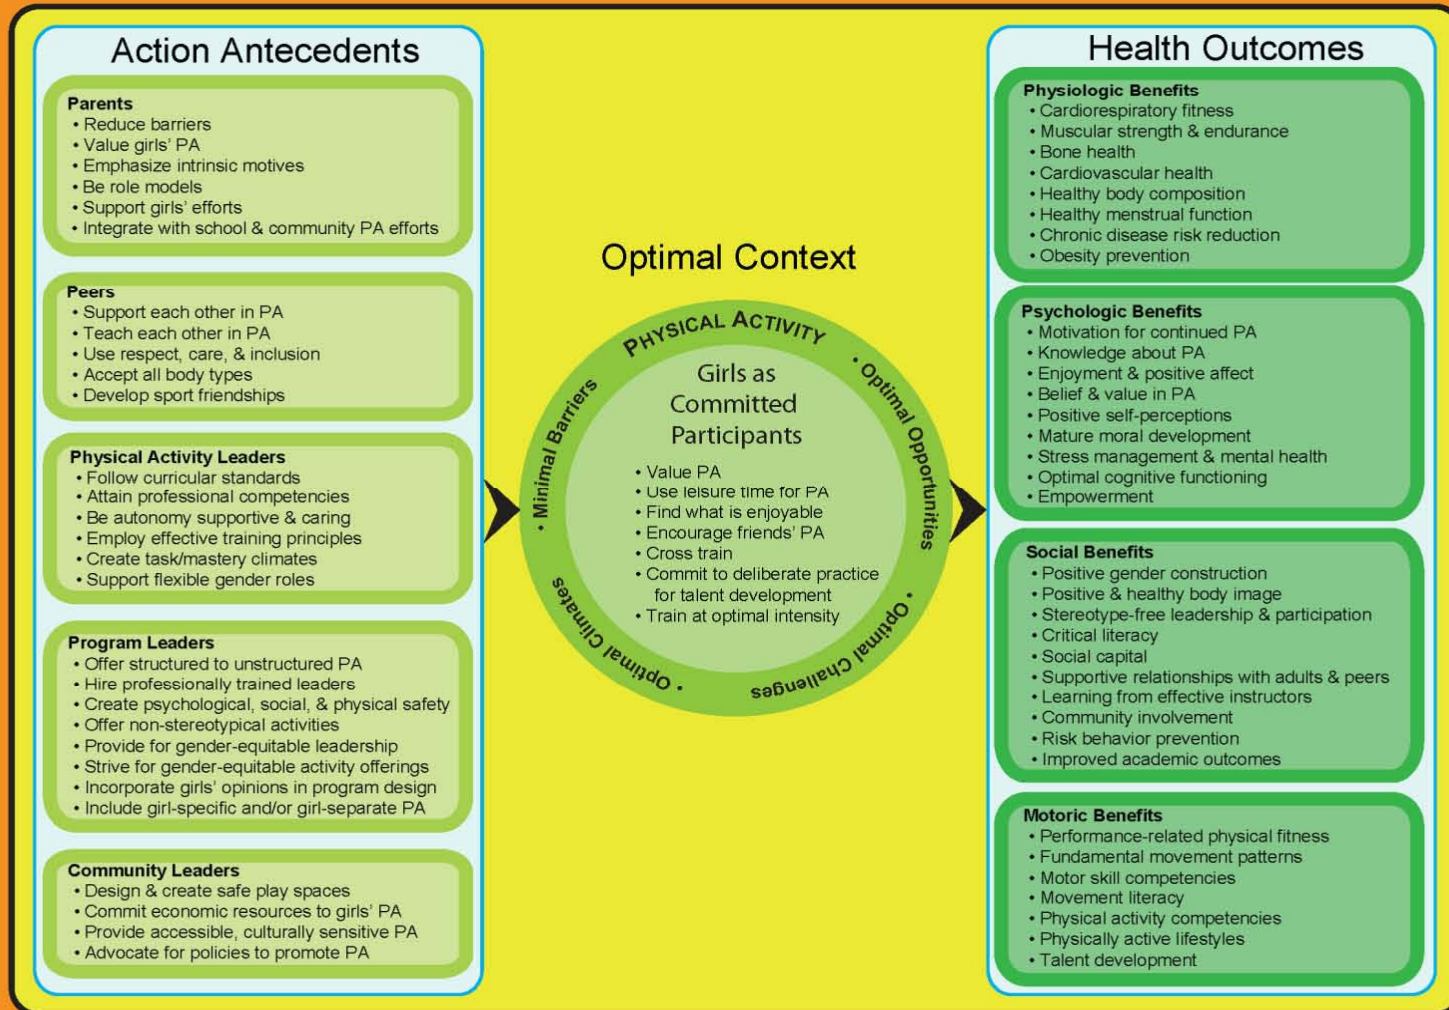 Action Antecedents
Parents
• Reduce barriers
• Value girls' PA
• Emphasize intrinsic motives
• Be role models
• Support girls' efforts
• Integrate with school & community PA efforts
Peers
• Support each other in PA
• Teach each other in PA
• Use respect, care, & inclusion
• Accept all body types
• Develop sport friendships
Physical Activity Leaders
• Follow curricular standards
• Attain professional competencies
• Be autonomy supportive & caring
• Employ effective training principles
• Create task/mastery climates
• Support flexible gender roles
Program Leaders
• Offer structured to unstructured PA
• Hire professionally trained leaders
• Create psychological, social, & physical safety
• Offer non-stereotypical activities
• Provide for gender-equitable leadership
• Strive for gender-equitable activity offerings
• Incorporate girls' opinions in program design
• Include girl-specific and/or girl-separate PA
Community Leaders
• Design & create safe play spaces
• Commit economic resources to girls' PA
• Provide accessible, culturally sensitive PA
• Advocate for policies to promote PA
Optimal Context
PHYSICAL ACTIVITY
• Optimal Opportunities
• Optimal Challenges
• Optimal Climates
• Minimal Barriers
Girls as
Committed
Participants
• Value PA
• Use leisure time for PA
• Find what is enjoyable
• Encourage friends' PA
• Cross train
• Commit to deliberate practice
for talent development
• Train at optimal intensity
Health Outcomes
Physiologic Benefits
• Cardiorespiratory fitness
• Muscular strength & endurance
• Bone health
• Cardiovascular health
• Healthy body composition
• Healthy menstrual function
• Chronic disease risk reduction
• Obesity prevention
Psychologic Benefits
• Motivation for continued PA
• Knowledge about PA
• Enjoyment & positive affect
• Belief & value in PA
• Positive self-perceptions
• Mature moral development
• Stress management & mental health
• Optimal cognitive functioning
• Empowerment
Social Benefits
• Positive gender construction
• Positive & healthy body image
• Stereotype-free leadership & participation
• Critical literacy
• Social capital
• Supportive relationships with adults & peers
• Learning from effective instructors
• Community involvement
• Risk behavior prevention
• Improved academic outcomes
Motoric Benefits
• Performance-related physical fitness
• Fundamental movement patterns
• Motor skill competencies
• Movement literacy
• Physical activity competencies
• Physically active lifestyles
• Talent development